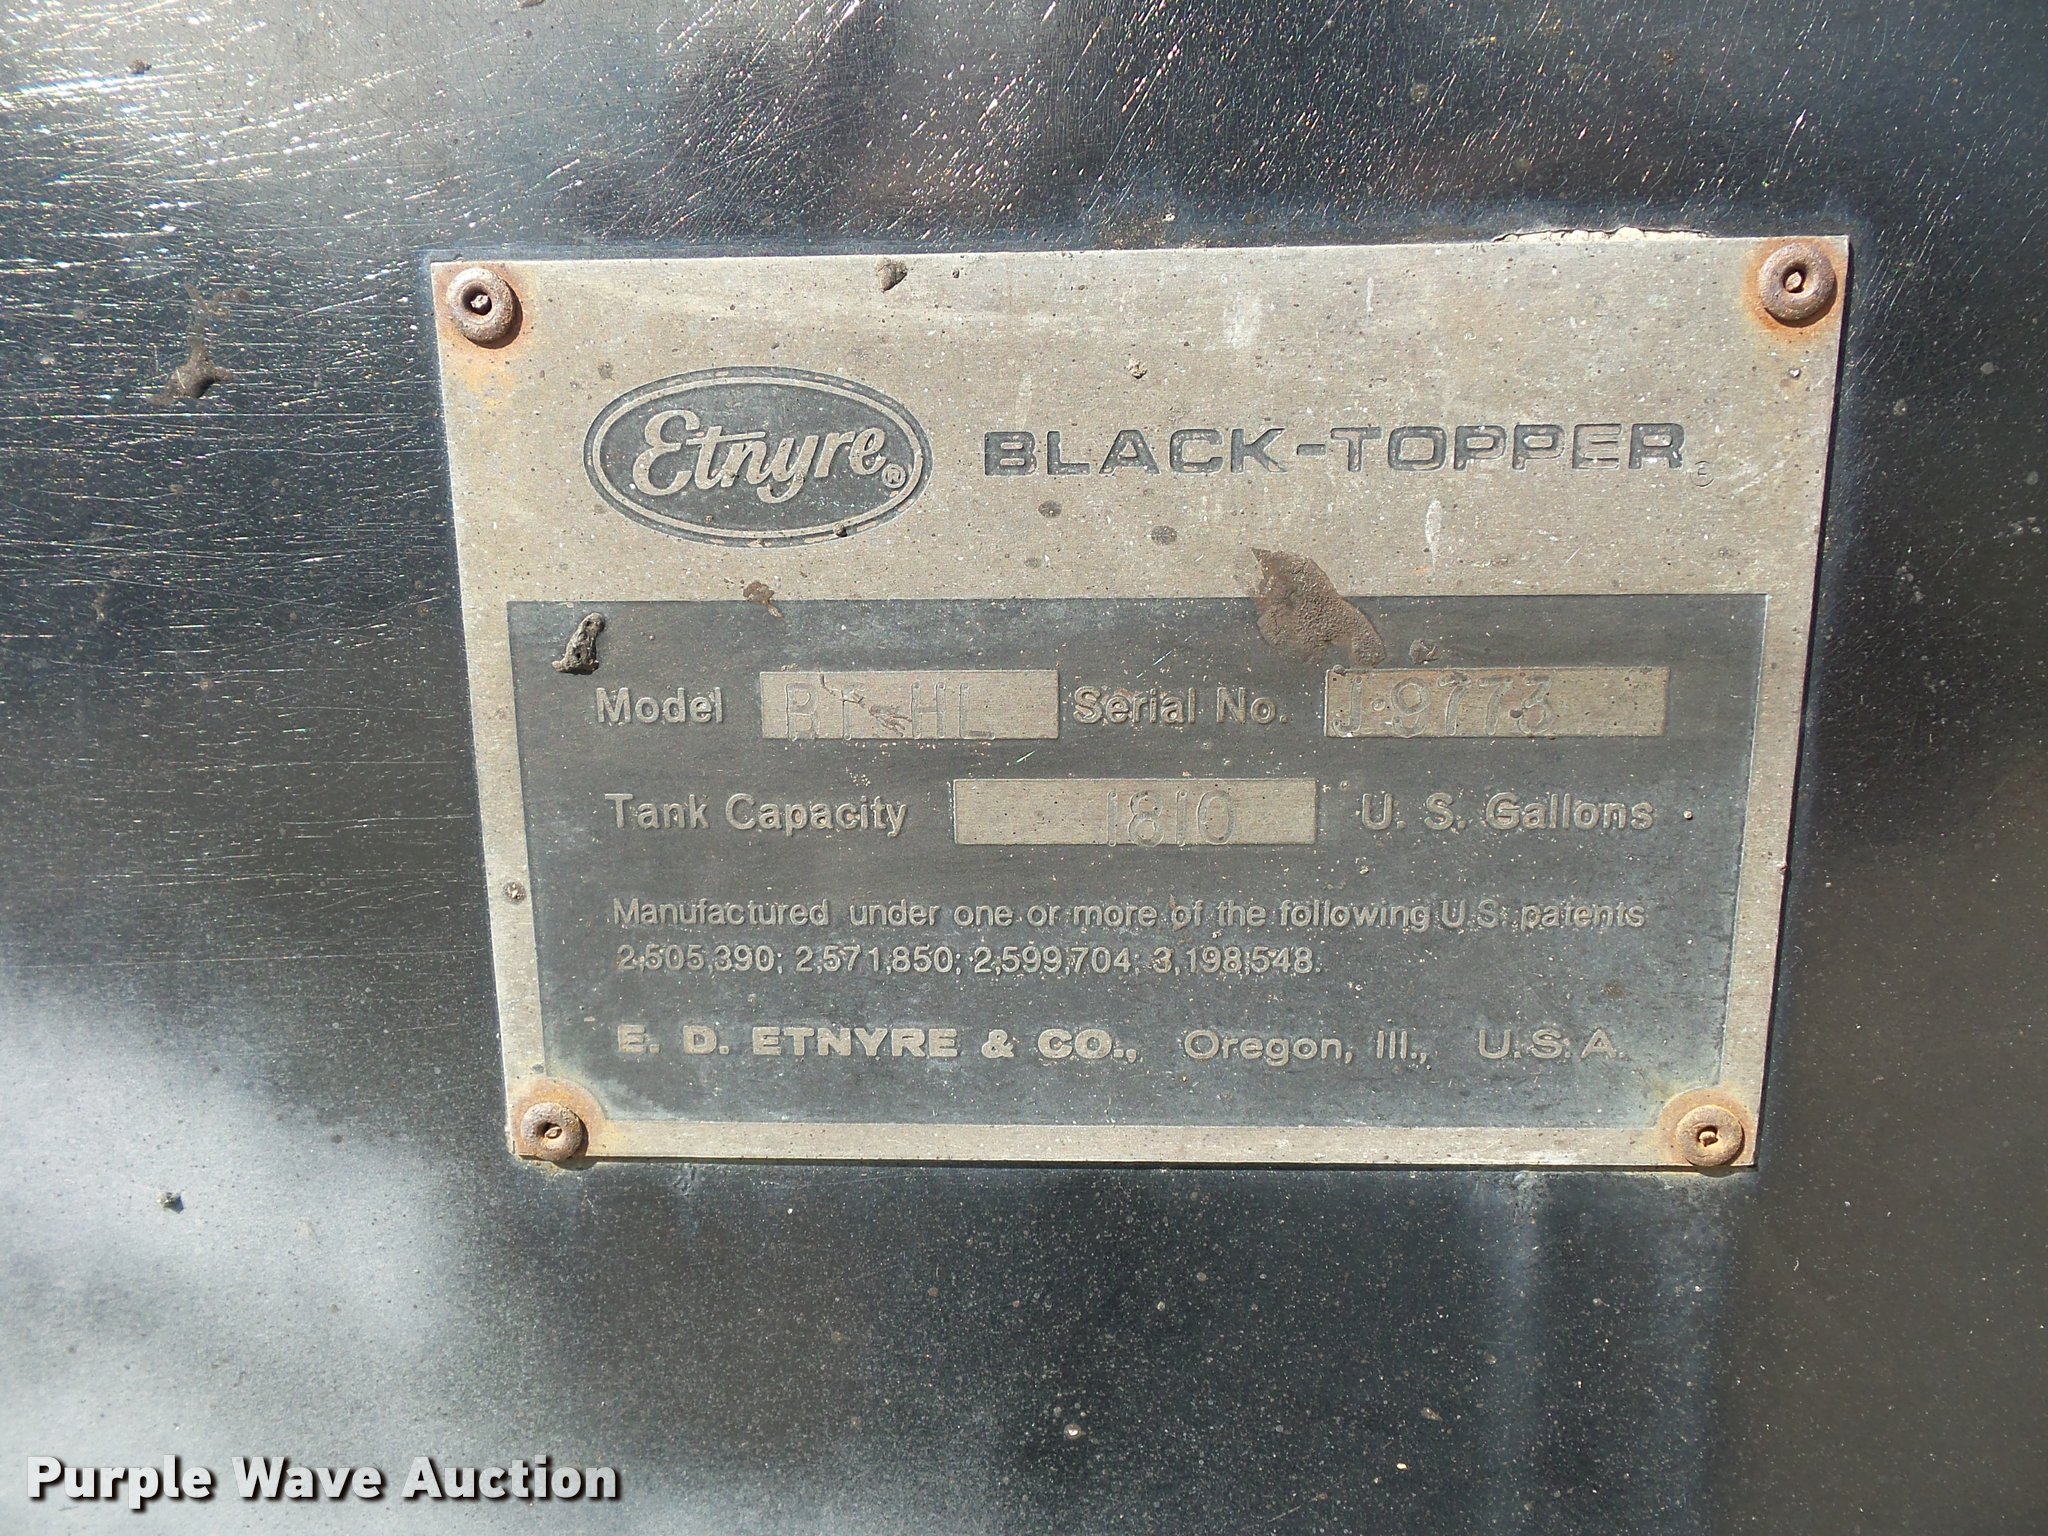 Etnyre® BLACK-TOPPER
Model HL Serial No. J-9773
Tank Capacity 1810 U. S. Gallons
Manufactured under one or more of the following U.S. patents
2,505,390; 2,571,850; 2,599,704; 3,198,548.
E. D. ETNYRE & CO., Oregon, Ill., U.S.A.
Purple Wave Auction